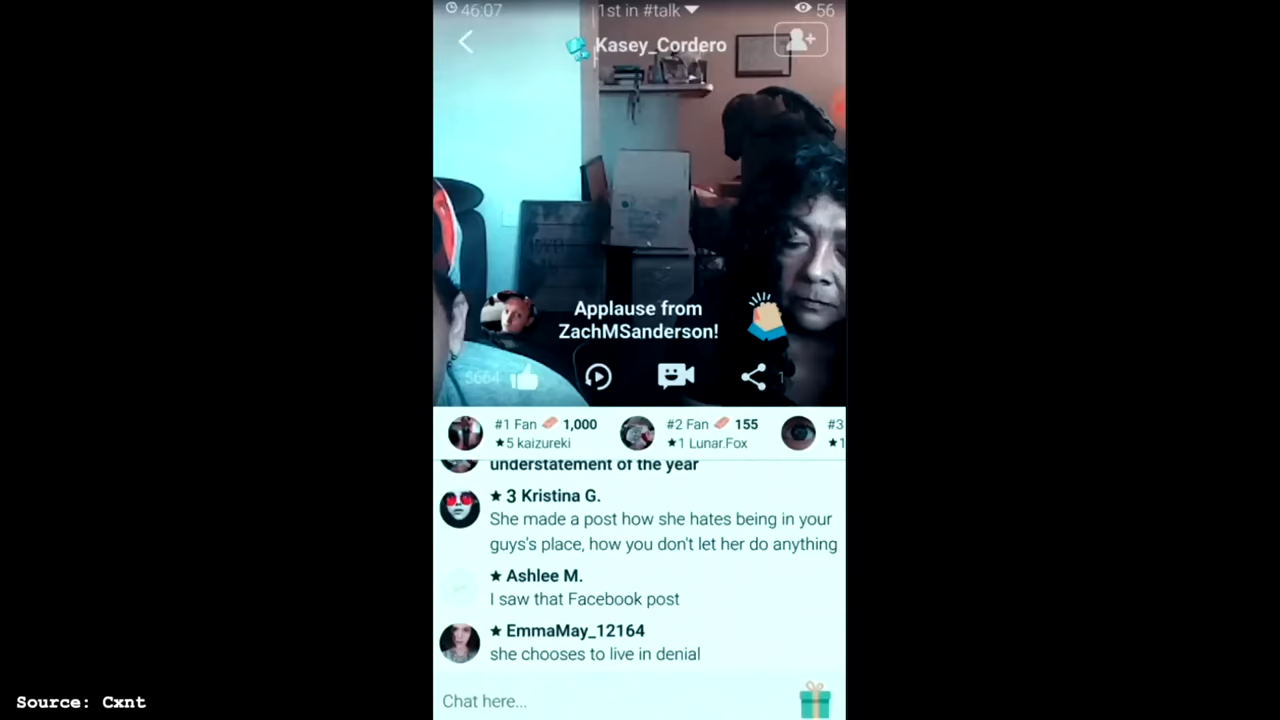 46:07
1st in #talk
56
Kasey_Cordero
Applause from
ZachMSanderson!
5664
1
#1 Fan 1,000
★5 kaizureki
#2 Fan 155
★1 Lunar.Fox
#3
★1
understatement of the year
★ 3 Kristina G.
She made a post how she hates being in your
guys's place, how you don't let her do anything
★ Ashlee M.
I saw that Facebook post
★ EmmaMay_12164
she chooses to live in denial
Chat here...
Source: Cxnt